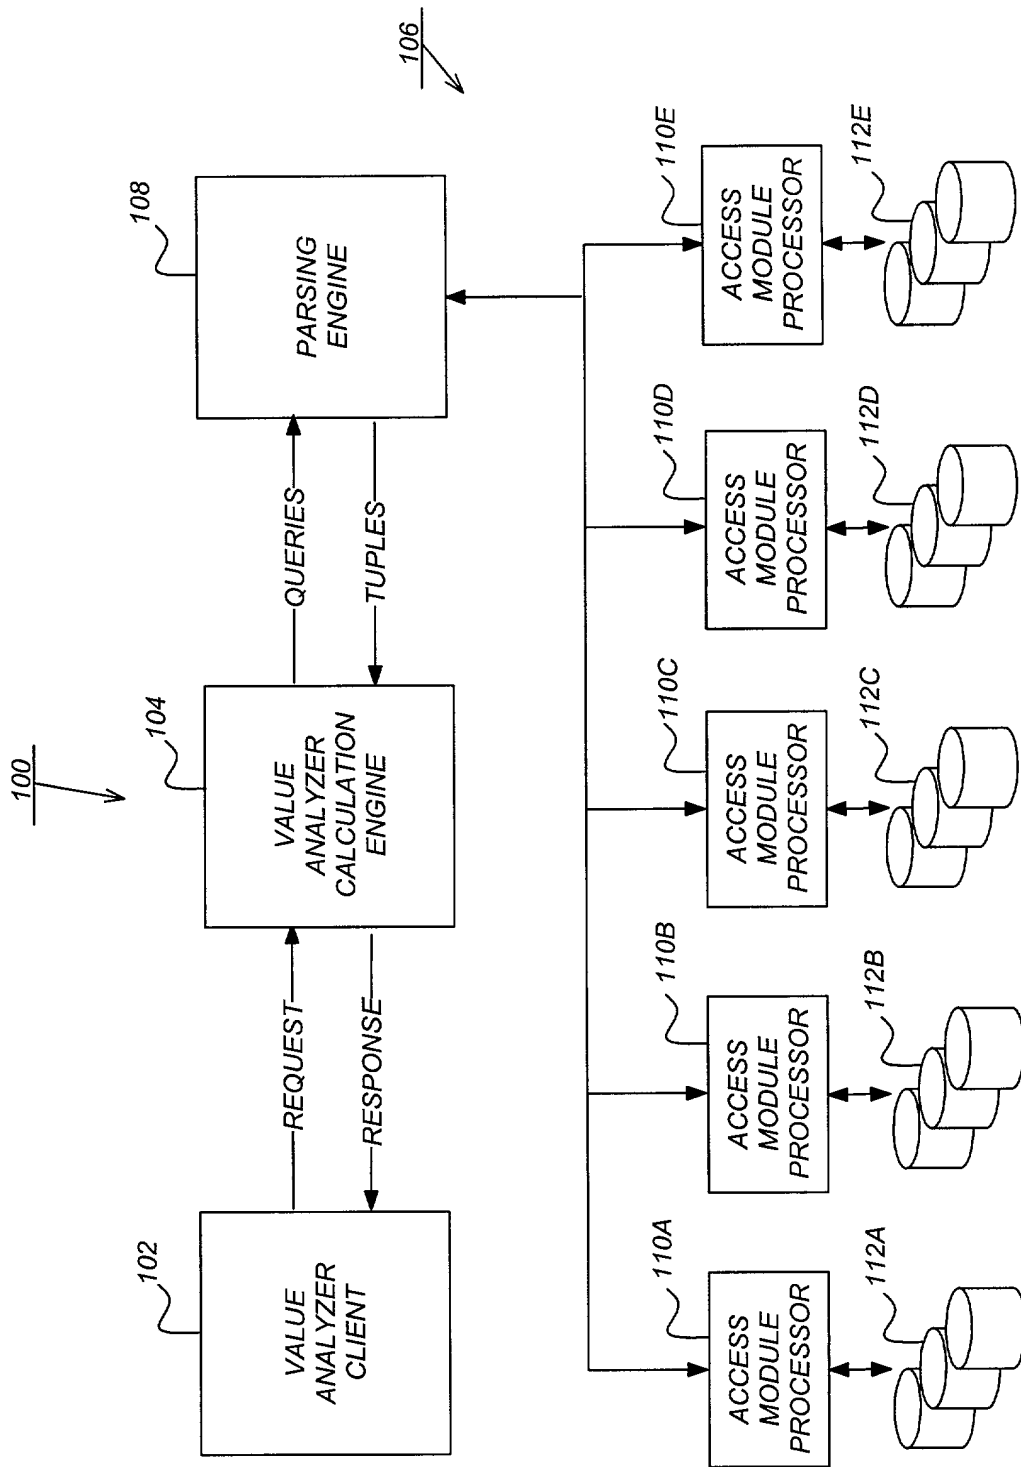 100
106
102
VALUE
ANALYZER
CLIENT
REQUEST
RESPONSE
104
VALUE
ANALYZER
CALCULATION
ENGINE
QUERIES
TUPLES
108
PARSING
ENGINE
110A
ACCESS
MODULE
PROCESSOR
112A
110B
ACCESS
MODULE
PROCESSOR
112B
110C
ACCESS
MODULE
PROCESSOR
112C
110D
ACCESS
MODULE
PROCESSOR
112D
110E
ACCESS
MODULE
PROCESSOR
112E